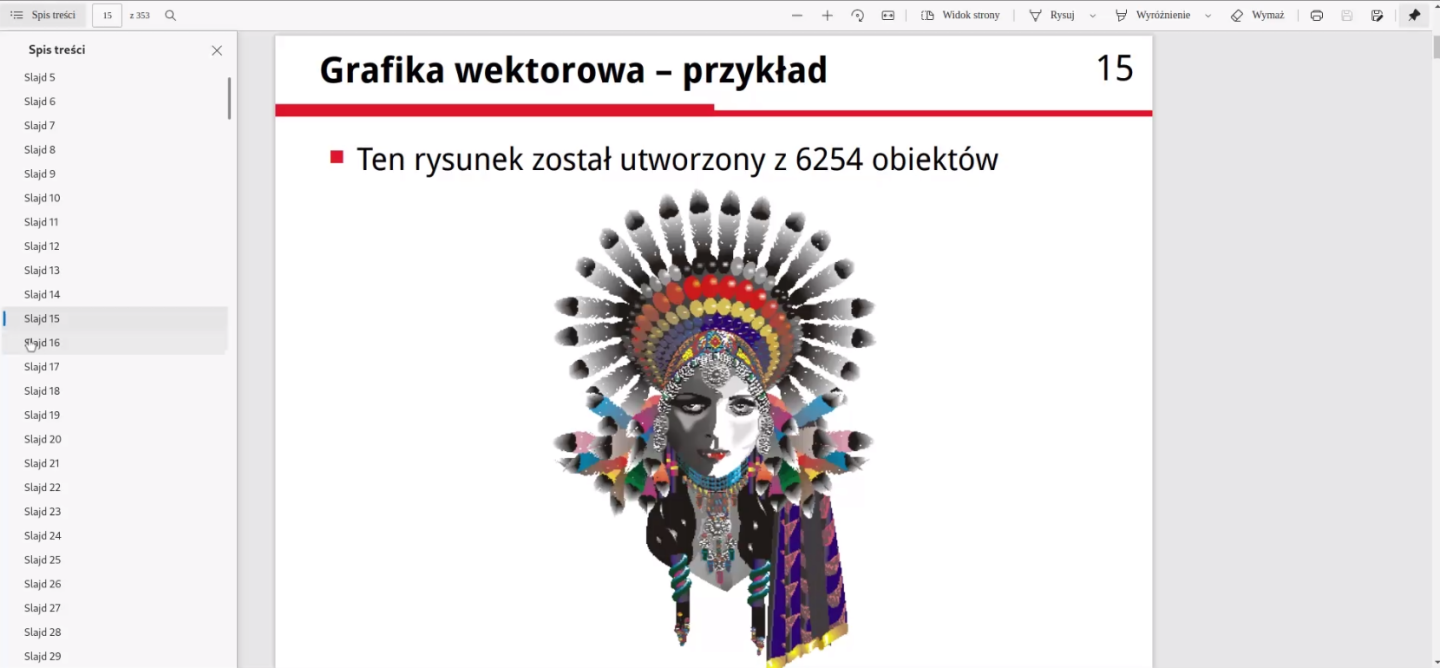 Spis treści 15 z 353 Widok strony Rysuj Wyróżnienie Wymaż
Spis treści
Slajd 5
Slajd 6
Slajd 7
Slajd 8
Slajd 9
Slajd 10
Slajd 11
Slajd 12
Slajd 13
Slajd 14
Slajd 15
Slajd 16
Slajd 17
Slajd 18
Slajd 19
Slajd 20
Slajd 21
Slajd 22
Slajd 23
Slajd 24
Slajd 25
Slajd 26
Slajd 27
Slajd 28
Slajd 29
Grafika wektorowa – przykład 15
Ten rysunek został utworzony z 6254 obiektów